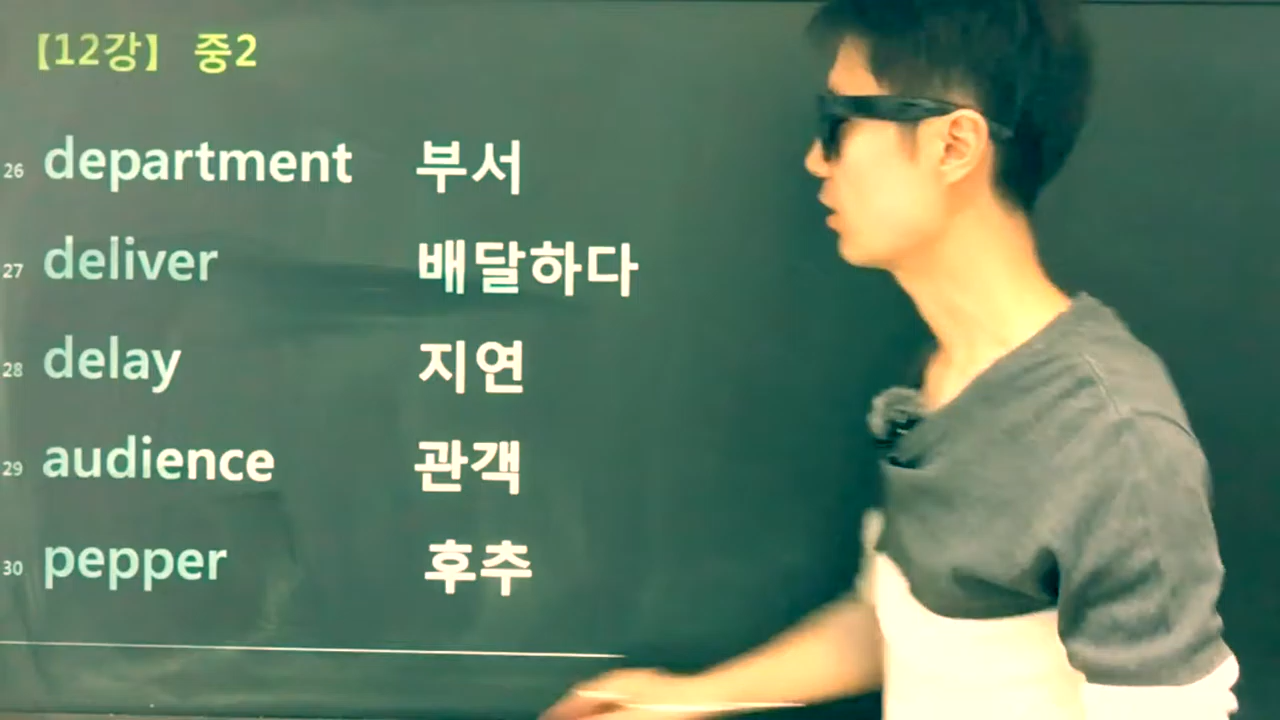 【12강】 중2
26 department 부서
27 deliver 배달하다
28 delay 지연
29 audience 관객
30 pepper 후추